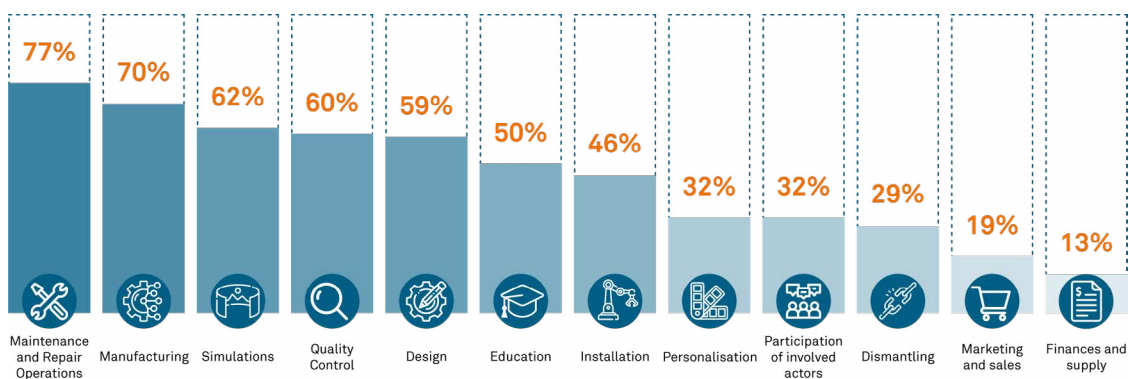 77%
70%
62%
60%
59%
50%
46%
32%
32%
29%
19%
13%
$
Maintenance
and Repair
Operations
Manufacturing
Simulations
Quality
Control
Design
Education
Installation
Personalisation
Participation
of involved
actors
Dismantling
Marketing
and sales
Finances and
supply